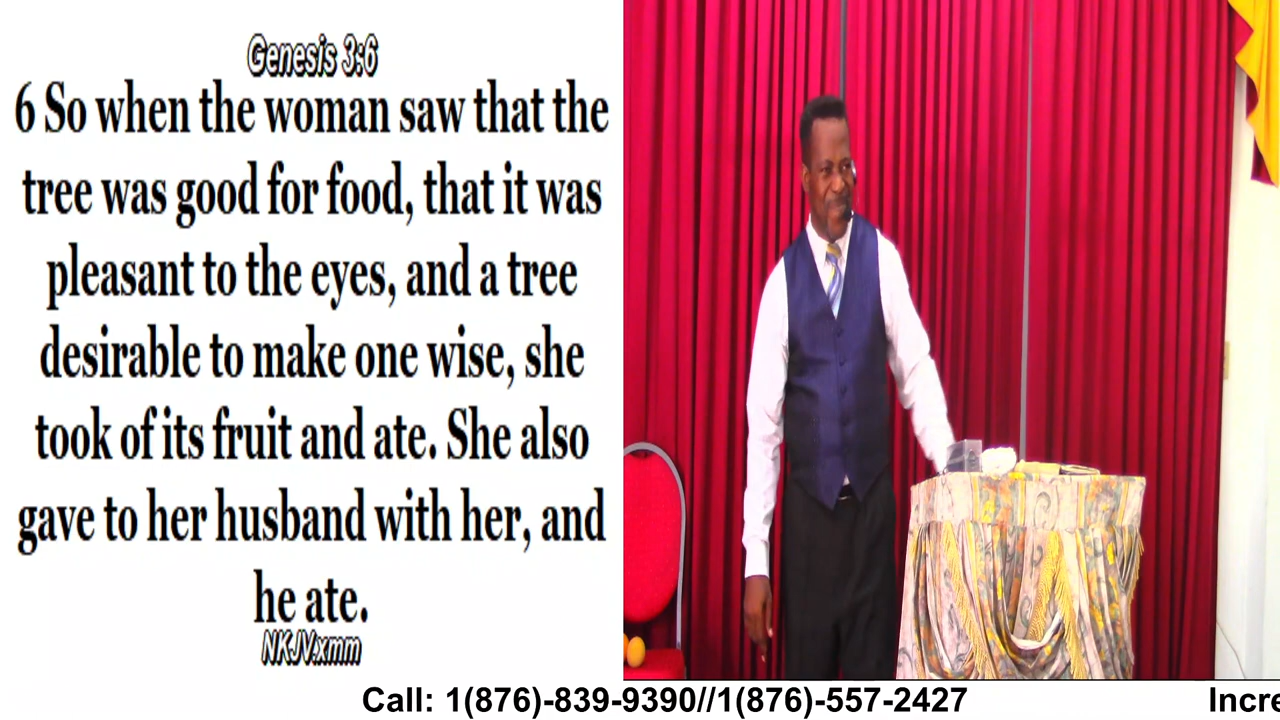 Genesis 3:6
6 So when the woman saw that the
tree was good for food, that it was
pleasant to the eyes, and a tree
desirable to make one wise, she
took of its fruit and ate. She also
gave to her husband with her, and
he ate.
NKJV.xmm
Call: 1(876)-839-9390//1(876)-557-2427
Incre